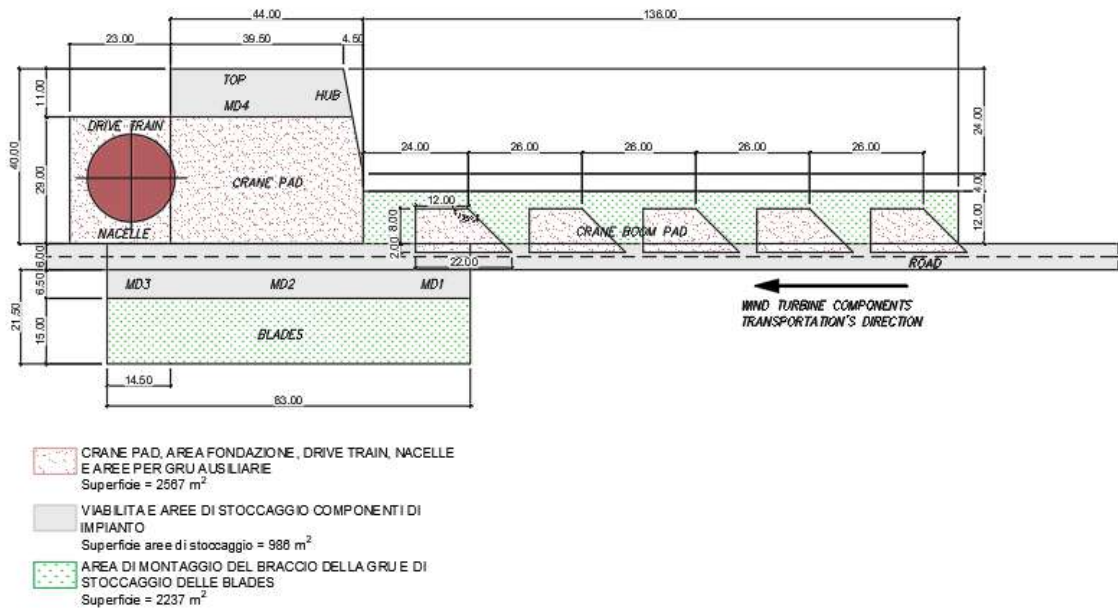 44.00
136.00
23.00
39.50
4.50
TOP
MD4
HUB
11.00
40.00
29.00
DRIVE TRAIN
CRANE PAD
NACELLE
24.00
26.00
26.00
26.00
26.00
24.00
4.00
12.00
12.00
8.00
2.00
22.00
CRANE BOOM PAD
ROAD
6.00
6.50
21.50
15.00
MD3
MD2
MD1
BLADES
WIND TURBINE COMPONENTS
TRANSPORTATION'S DIRECTION
14.50
83.00
CRANE PAD, AREA FONDAZIONE, DRIVE TRAIN, NACELLE
E AREE PER GRU AUSILIARIE
Superficie = 2567 m²
VIABILITA E AREE DI STOCCAGGIO COMPONENTI DI
IMPIANTO
Superficie aree di stoccaggio = 986 m²
AREA DI MONTAGGIO DEL BRACCIO DELLA GRU E DI
STOCCAGGIO DELLE BLADES
Superficie = 2237 m²